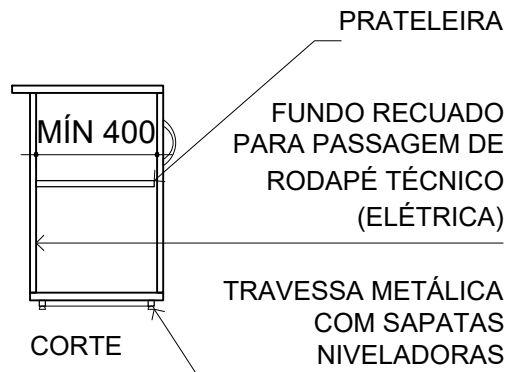 PRATELEIRA
MÍN 400
FUNDO RECUADO
PARA PASSAGEM DE
RODAPÉ TÉCNICO
(ELÉTRICA)
TRAVESSA METÁLICA
COM SAPATAS
NIVELADORAS
CORTE